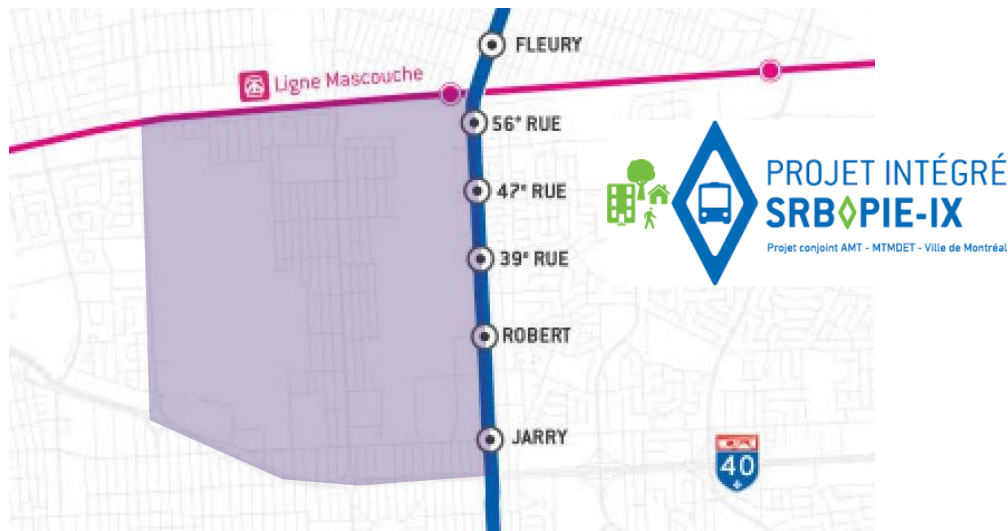 FLEURY
Ligne Mascouche
56e RUE
47e RUE
PROJET INTÉGRÉ
SRB◊PIE-IX
Projet conjoint AMT - MTMDET - Ville de Montréal
39e RUE
ROBERT
JARRY
40